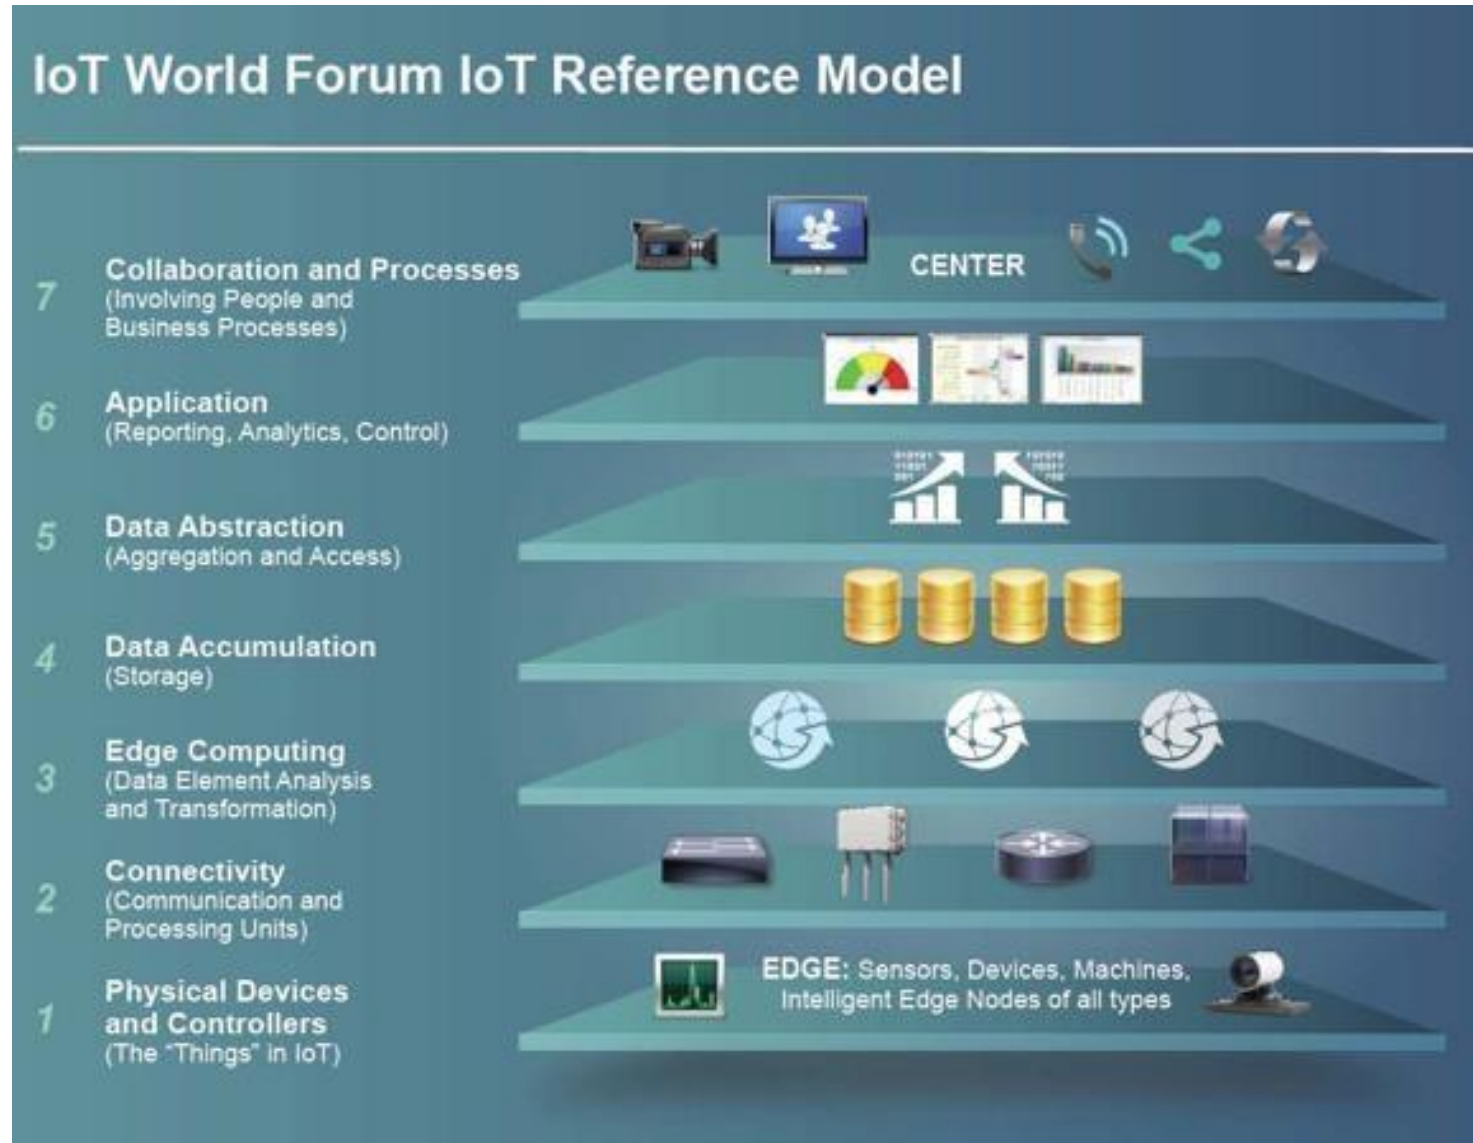 IoT World Forum IoT Reference Model
7
Collaboration and Processes
(Involving People and
Business Processes)
CENTER
6
Application
(Reporting, Analytics, Control)
5
Data Abstraction
(Aggregation and Access)
4
Data Accumulation
(Storage)
3
Edge Computing
(Data Element Analysis
and Transformation)
2
Connectivity
(Communication and
Processing Units)
1
Physical Devices
and Controllers
(The “Things” in IoT)
EDGE: Sensors, Devices, Machines,
Intelligent Edge Nodes of all types